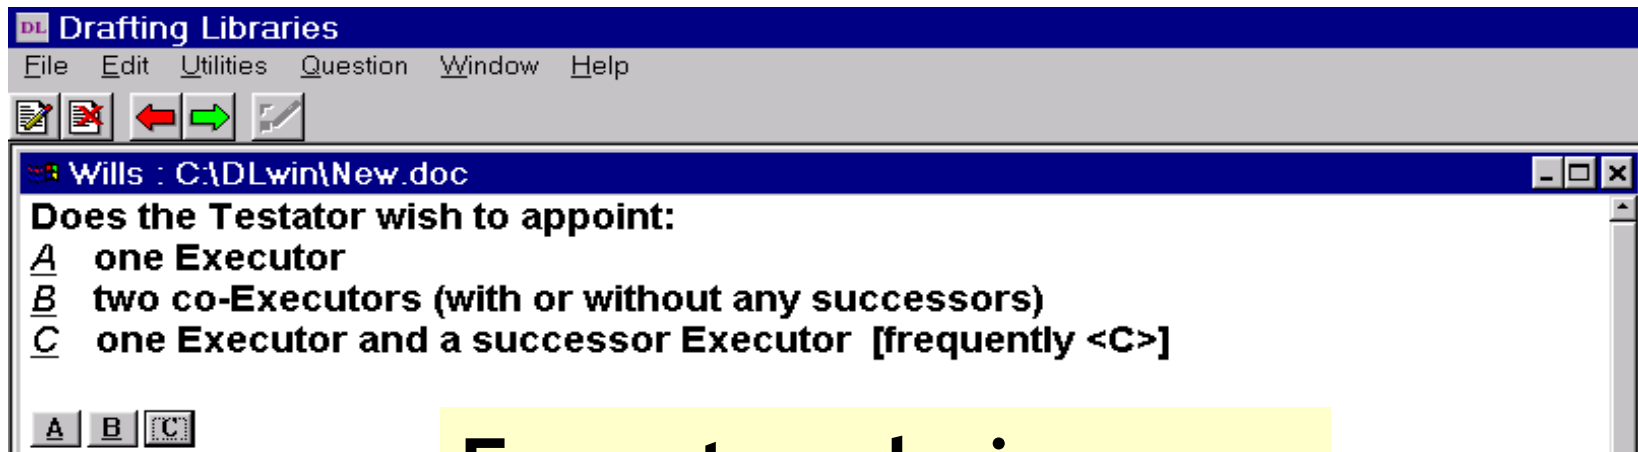 DL Drafting Libraries
File Edit Utilities Question Window Help
Wills : C:\DLwin\New.doc
Does the Testator wish to appoint:
A one Executor
B two co-Executors (with or without any successors)
C one Executor and a successor Executor [frequently <C>]
A B C